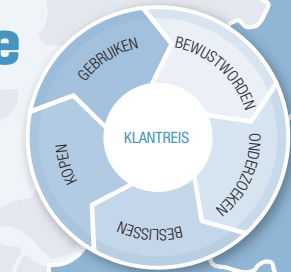 e
KLANTREIS
BEWUSTWORDEN
ONDERZOEKEN
BESLISSEN
KOPEN
GEBRUIKEN